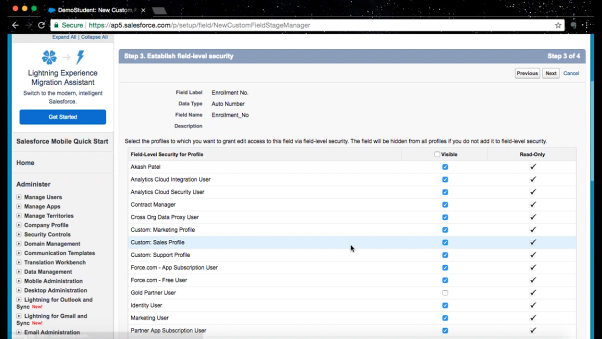 DemoStudent: New Custom F
Secure | https://ap5.salesforce.com/p/setup/field/NewCustomFieldStageManager
Expand All | Collapse All
Lightning Experience
Migration Assistant
Switch to the modern, intelligent
Salesforce.
Get Started
Salesforce Mobile Quick Start
Home
Administer
Manage Users
Manage Apps
Manage Territories
Company Profile
Security Controls
Domain Management
Communication Templates
Translation Workbench
Data Management
Mobile Administration
Desktop Administration
Lightning for Outlook and
Sync New!
Lightning for Gmail and
Sync New!
Email Administration
Step 3. Establish field-level security
Step 3 of 4
Previous Next Cancel
Field Label Enrollment No.
Data Type Auto Number
Field Name Enrollment_No
Description
Select the profiles to which you want to grant edit access to this field via field-level security. The field will be hidden from all profiles if you do not add it to field-level security.
Field-Level Security for Profile Visible Read-Only
Akash Patel
Analytics Cloud Integration User
Analytics Cloud Security User
Contract Manager
Cross Org Data Proxy User
Custom: Marketing Profile
Custom: Sales Profile
Custom: Support Profile
Force.com - App Subscription User
Force.com - Free User
Gold Partner User
Identity User
Marketing User
Partner App Subscription User